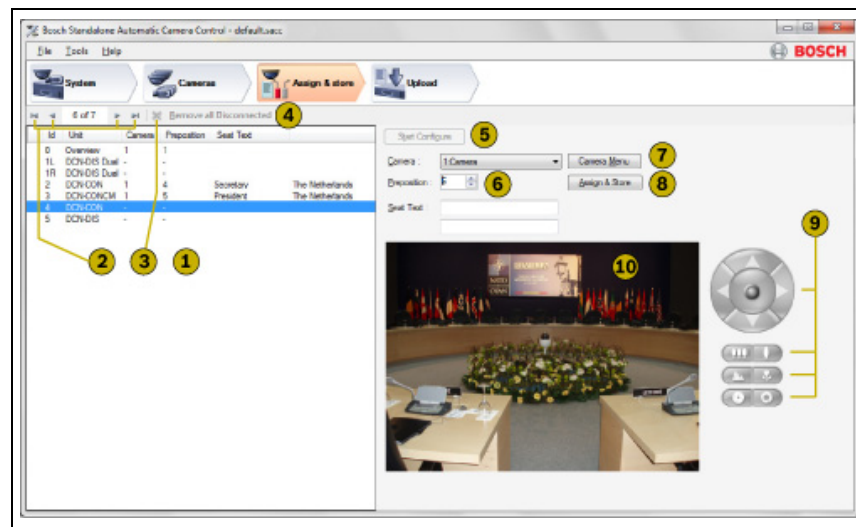 Bosch Standalone Automatic Camera Control - default.sacc
File Tools Help
BOSCH
System Cameras Assign & store Upload
6 of 7 Remove all Disconnected 4
Id Unit Camera Preposition Seat Text
0 Overview 1 1
1L DCN-DIS Dual - -
1R DCN-DIS Dual - -
2 DCN-CON 1 4 Secretary The Netherlands
3 DCN-CONCM 1 5 President The Netherlands
4 DCN-CON - -
5 DCN-DIS - -
2 3 1
Start Configure 5
Camera : 1:Camera Camera Menu 7
Preposition : 6 Assign & Store 8
Seat Text :
9
10